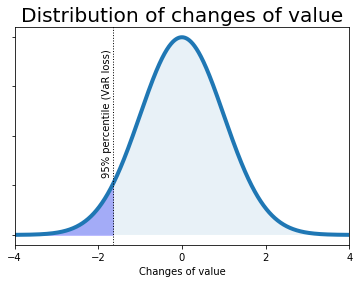 Distribution of changes of value
95% percentile (VaR loss)
−4
−2
0
2
4
Changes of value